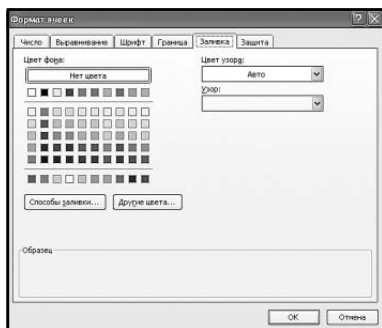 Формат ячеек
Число Выравнивание Шрифт Граница Заливка Защита
Цвет фона:
Нет цвета
Цвет узора:
Авто
Узор:
Способы заливки... Другие цвета...
Образец
ОК Отмена